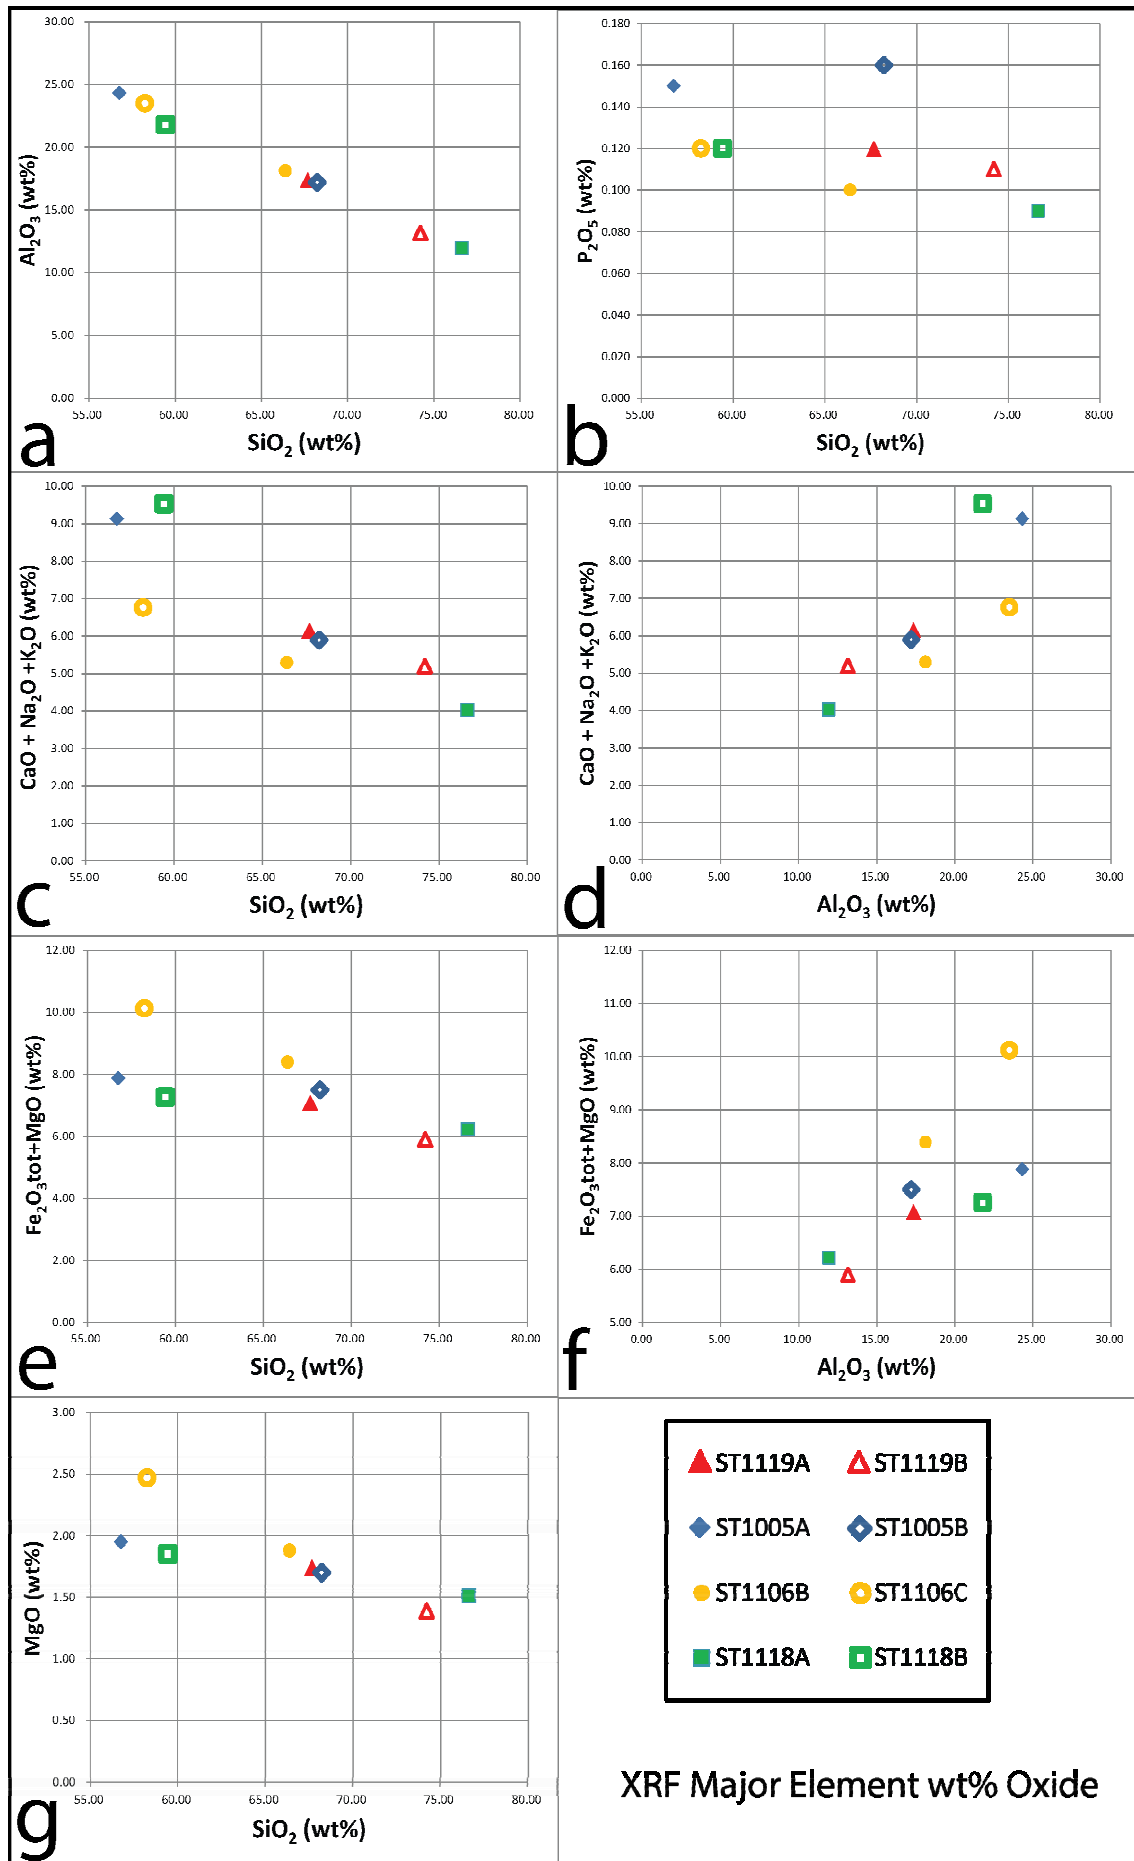 30.00
25.00
20.00
15.00
10.00
5.00
0.00
Al2O3 (wt%)
55.00 60.00 65.00 70.00 75.00 80.00
SiO2 (wt%)
a
0.180
0.160
0.140
0.120
0.100
0.080
0.060
0.040
0.020
0.000
P2O5 (wt%)
55.00 60.00 65.00 70.00 75.00 80.00
SiO2 (wt%)
b
10.00
9.00
8.00
7.00
6.00
5.00
4.00
3.00
2.00
1.00
0.00
CaO + Na2O +K2O (wt%)
55.00 60.00 65.00 70.00 75.00 80.00
SiO2 (wt%)
c
10.00
9.00
8.00
7.00
6.00
5.00
4.00
3.00
2.00
1.00
0.00
CaO + Na2O +K2O (wt%)
0.00 5.00 10.00 15.00 20.00 25.00 30.00
Al2O3 (wt%)
d
12.00
10.00
8.00
6.00
4.00
2.00
0.00
Fe2O3tot+MgO (wt%)
55.00 60.00 65.00 70.00 75.00 80.00
SiO2 (wt%)
e
12.00
11.00
10.00
9.00
8.00
7.00
6.00
5.00
Fe2O3tot+MgO (wt%)
0.00 5.00 10.00 15.00 20.00 25.00 30.00
Al2O3 (wt%)
f
3.00
2.50
2.00
1.50
1.00
0.50
0.00
MgO (wt%)
55.00 60.00 65.00 70.00 75.00 80.00
SiO2 (wt%)
g
ST1119A ST1119B
ST1005A ST1005B
ST1106B ST1106C
ST1118A ST1118B
XRF Major Element wt% Oxide